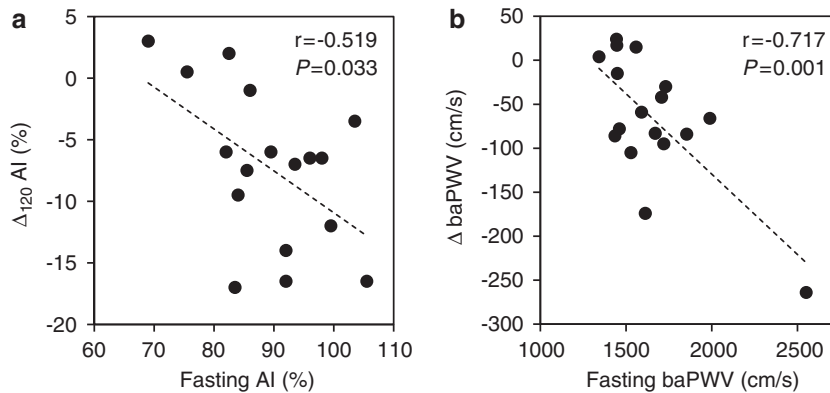 a
r=-0.519
P=0.033
5
0
-5
-10
-15
-20
Δ120 AI (%)
60 70 80 90 100 110
Fasting AI (%)
b
r=-0.717
P=0.001
50
0
-50
-100
-150
-200
-250
-300
Δ baPWV (cm/s)
1000 1500 2000 2500
Fasting baPWV (cm/s)